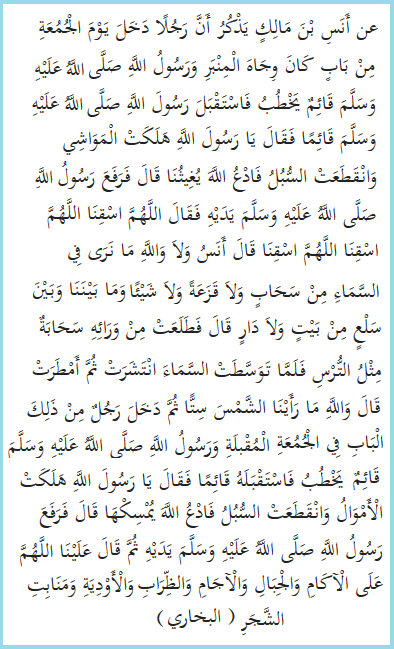 عن أَنَسِ بْنَ مَالِكٍ يَذْكُرُ أَنَّ رَجُلًا دَخَلَ يَوْمَ الْجُمُعَةِ
مِنْ بَابٍ كَانَ وِجَاهَ الْمِنْبَرِ وَرَسُولُ اللَّهِ صَلَّى اللَّهُ عَلَيْهِ
وَسَلَّمَ قَائِمٌ يَخْطُبُ فَاسْتَقْبَلَ رَسُولَ اللَّهِ صَلَّى اللَّهُ عَلَيْهِ
وَسَلَّمَ قَائِمًا فَقَالَ يَا رَسُولَ اللَّهِ هَلَكَتْ الْمَوَاشِي
وَانْقَطَعَتْ السُّبُلُ فَادْعُ اللَّهَ يُغِيثُنَا قَالَ فَرَفَعَ رَسُولُ اللَّهِ
صَلَّى اللَّهُ عَلَيْهِ وَسَلَّمَ يَدَيْهِ فَقَالَ اللَّهُمَّ اسْقِنَا اللَّهُمَّ
اسْقِنَا اللَّهُمَّ اسْقِنَا قَالَ أَنَسُ وَلَا وَاللَّهِ مَا نَرَى فِي
السَّمَاءِ مِنْ سَحَابٍ وَلَا قَزَعَةً وَلَا شَيْئًا وَمَا بَيْنَنَا وَبَيْنَ
سَلْعٍ مِنْ بَيْتٍ وَلَا دَارٍ قَالَ فَطَلَعَتْ مِنْ وَرَائِهِ سَحَابَةٌ
مِثْلُ التُّرْسِ فَلَمَّا تَوَسَّطَتْ السَّمَاءَ انْتَشَرَتْ ثُمَّ أَمْطَرَتْ
قَالَ وَاللَّهِ مَا رَأَيْنَا الشَّمْسَ سِتًّا ثُمَّ دَخَلَ رَجُلٌ مِنْ ذَلِكَ
الْبَابِ فِي الْجُمُعَةِ الْمُقْبِلَةِ وَرَسُولُ اللَّهِ صَلَّى اللَّهُ عَلَيْهِ وَسَلَّمَ
قَائِمٌ يَخْطُبُ فَاسْتَقْبَلَهُ قَائِمًا فَقَالَ يَا رَسُولَ اللَّهِ هَلَكَتْ
الْأَمْوَالُ وَانْقَطَعَتْ السُّبُلُ فَادْعُ اللَّهَ يُمْسِكْهَا قَالَ فَرَفَعَ
رَسُولُ اللَّهِ صَلَّى اللَّهُ عَلَيْهِ وَسَلَّمَ يَدَيْهِ ثُمَّ قَالَ عَلَيْنَا اللَّهُمَّ
عَلَى الْآكَامِ وَالْجِبَالِ وَالْآجَامِ وَالظِّرَابِ وَالْأَوْدِيَةِ وَمَنَابِتِ
الشَّجَرِ ( البخاري )